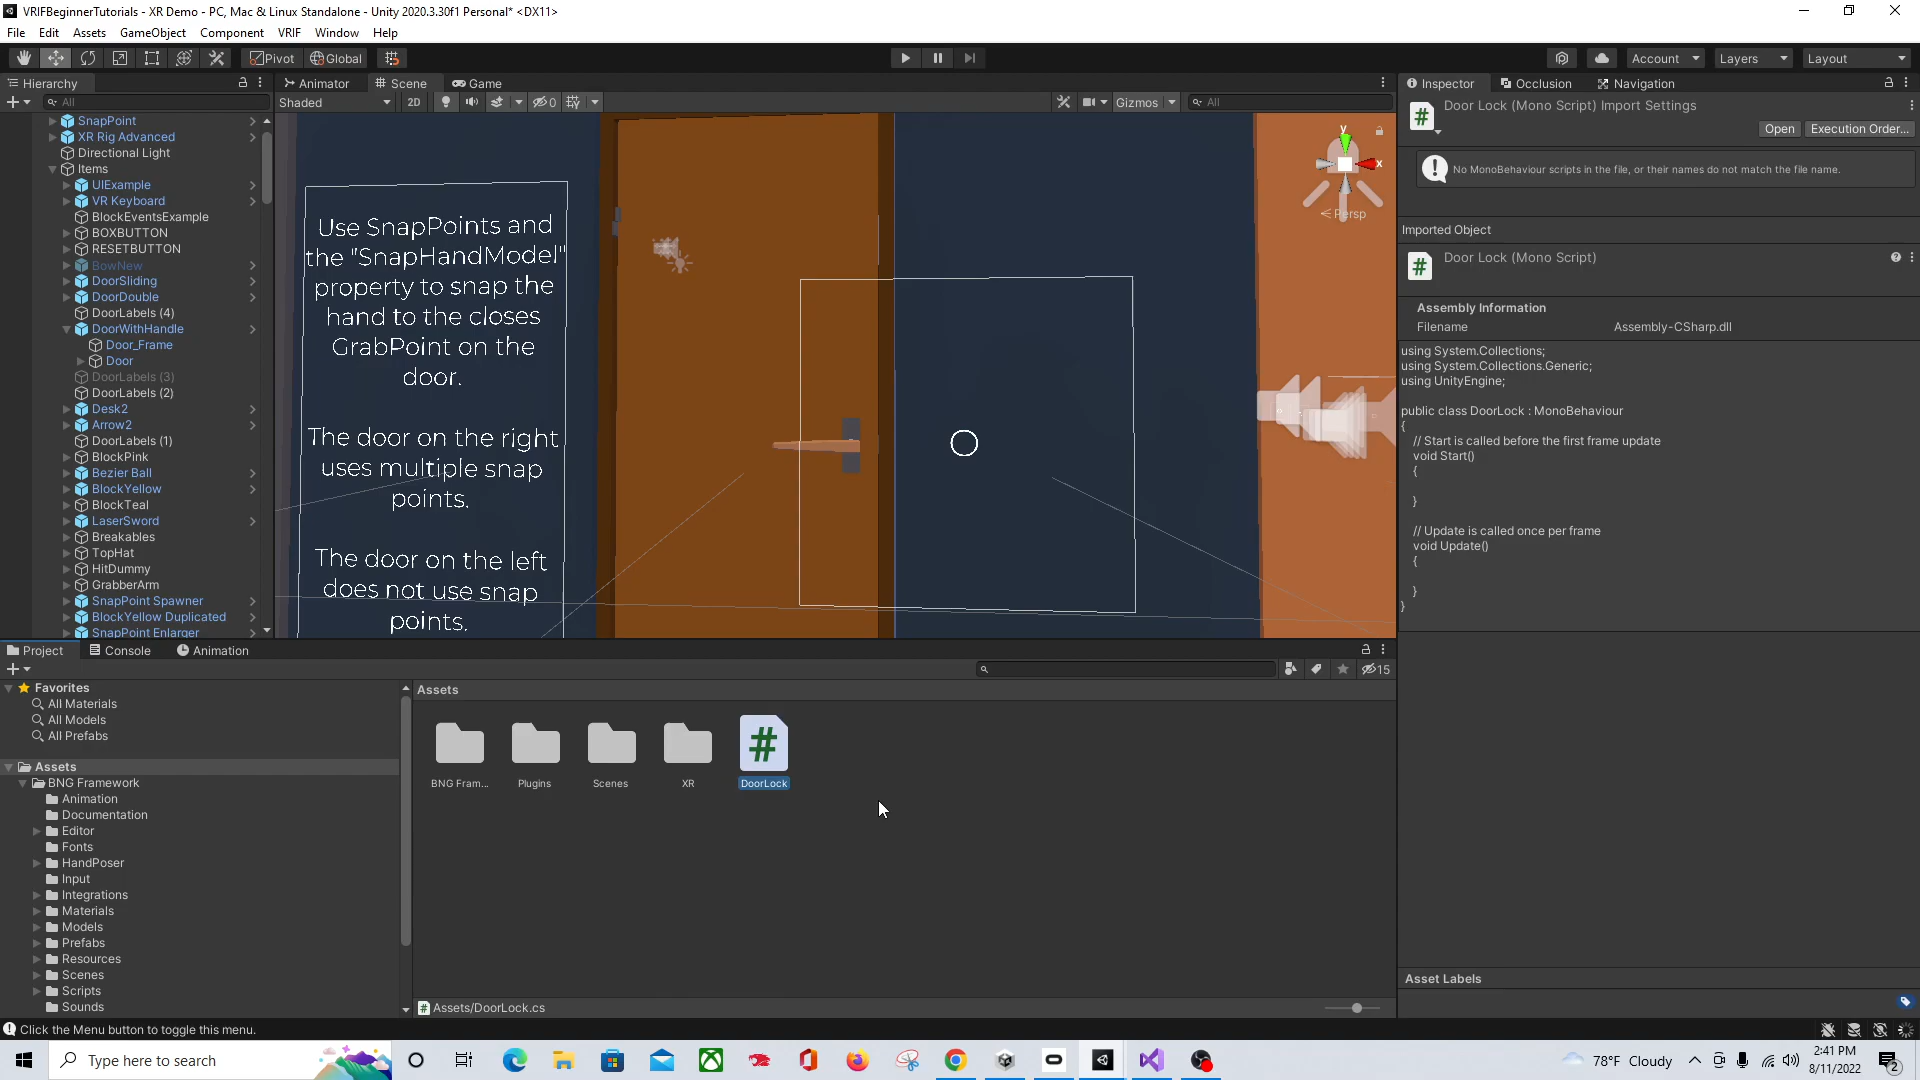 VRIFBeginnerTutorials - XR Demo - PC, Mac & Linux Standalone - Unity 2020.3.30f1 Personal* <DX11>
File Edit Assets GameObject Component VRIF Window Help
Pivot Global Account Layers Layout
Hierarchy Animator Scene Game Inspector Occlusion Navigation
All Shaded 2D 0 Gizmos All
Door Lock (Mono Script) Import Settings
Open Execution Order...
No MonoBehaviour scripts in the file, or their names do not match the file name.
Imported Object
Door Lock (Mono Script)
Assembly Information
Filename Assembly-CSharp.dll
using System.Collections;
using System.Collections.Generic;
using UnityEngine;
public class DoorLock : MonoBehaviour
{
// Start is called before the first frame update
void Start()
{
}
// Update is called once per frame
void Update()
{
}
}
Asset Labels
SnapPoint
XR Rig Advanced
Directional Light
Items
UIExample
VR Keyboard
BlockEventsExample
BOXBUTTON
RESETBUTTON
BowNew
DoorSliding
DoorDouble
DoorLabels (4)
DoorWithHandle
Door_Frame
Door
DoorLabels (3)
DoorLabels (2)
Desk2
Arrow2
DoorLabels (1)
BlockPink
Bezier Ball
BlockYellow
BlockTeal
LaserSword
Breakables
TopHat
HitDummy
GrabberArm
SnapPoint Spawner
BlockYellow Duplicated
SnapPoint Enlarger
Use SnapPoints and
the "SnapHandModel"
property to snap the
hand to the closes
GrabPoint on the
door.
The door on the right
uses multiple snap
points.
The door on the left
does not use snap
points.
y
x
Persp
Project Console Animation
15
Favorites
All Materials
All Models
All Prefabs
Assets
BNG Framework
Animation
Documentation
Editor
Fonts
HandPoser
Input
Integrations
Materials
Models
Prefabs
Resources
Scenes
Scripts
Sounds
Assets
#
BNG Fram... Plugins Scenes XR DoorLock
Assets/DoorLock.cs
Click the Menu button to toggle this menu.
Type here to search
78°F Cloudy
2:41 PM
8/11/2022
2